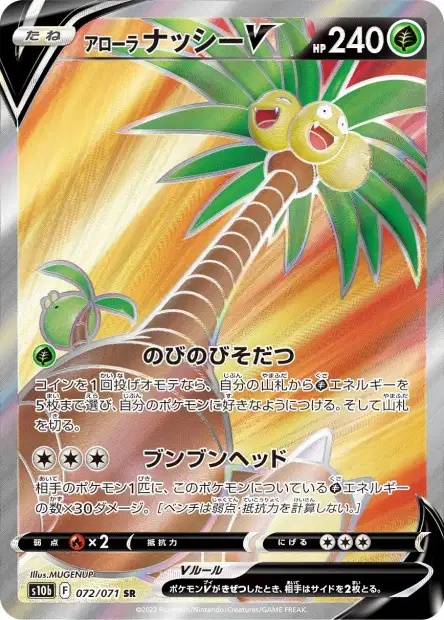 たね アローラ ナッシーV HP 240
のびのびそだつ
コインを1回投げオモテなら、自分の山札から エネルギーを
5枚まで選び、自分のポケモンに好きなようにつける。そして山札
を切る。
ブンブンヘッド
相手のポケモン1匹に、このポケモンについている エネルギー
の数×30ダメージ。[ベンチは弱点・抵抗力を計算しない。]
弱点 ×2 抵抗力 にげる
Illus.MUGENUP Vルール
s10b F 072/071 SR ポケモンVがきぜつしたとき、相手はサイドを2枚とる。
©2022 Pokémon/Nintendo/Creatures/GAME FREAK